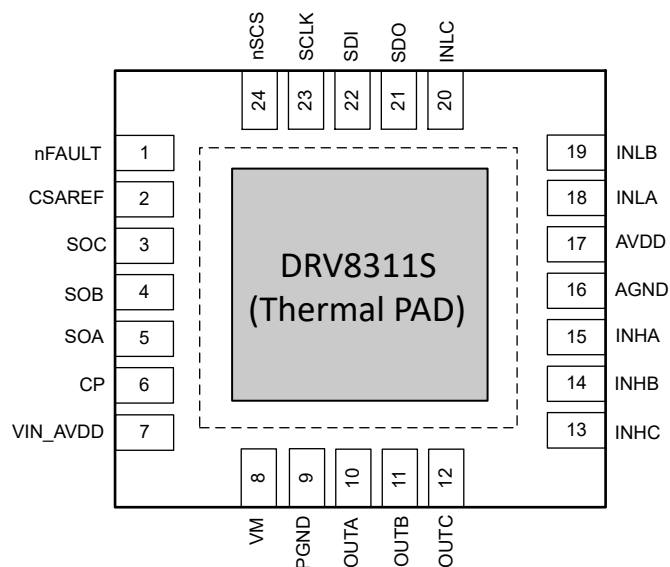 nSCS
SCLK
SDI
SDO
INLC
24
23
22
21
20
nFAULT 1
CSAREF 2
SOC 3
SOB 4
SOA 5
CP 6
VIN_AVDD 7
DRV8311S
(Thermal PAD)
19 INLB
18 INLA
17 AVDD
16 AGND
15 INHA
14 INHB
13 INHC
8
9
10
11
12
VM
PGND
OUTA
OUTB
OUTC